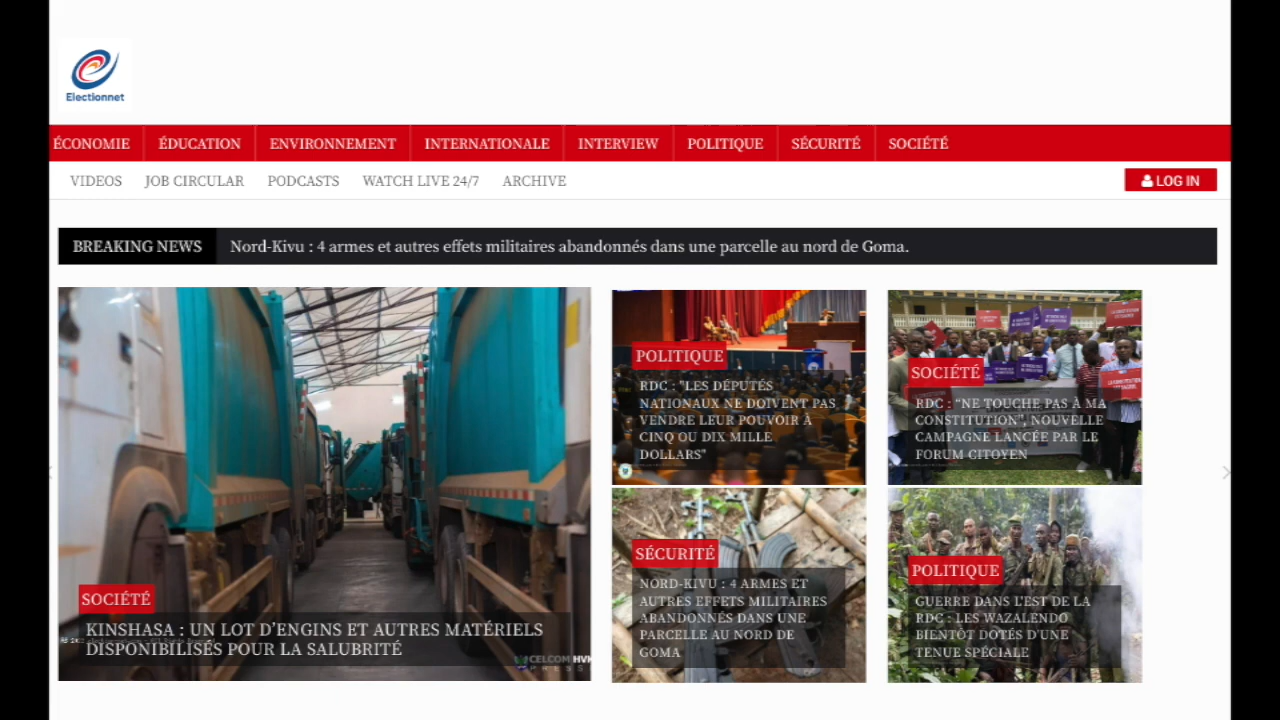 Electionnet
ÉCONOMIE
ÉDUCATION
ENVIRONNEMENT
INTERNATIONALE
INTERVIEW
POLITIQUE
SÉCURITÉ
SOCIÉTÉ
VIDEOS
JOB CIRCULAR
PODCASTS
WATCH LIVE 24/7
ARCHIVE
LOG IN
BREAKING NEWS
Nord-Kivu : 4 armes et autres effets militaires abandonnés dans une parcelle au nord de Goma.
SOCIÉTÉ
KINSHASA : UN LOT D'ENGINS ET AUTRES MATÉRIELS
DISPONIBILISÉS POUR LA SALUBRITÉ
CELCOM HVK
PRESS
POLITIQUE
RDC : "LES DÉPUTÉS
NATIONAUX NE DOIVENT PAS
VENDRE LEUR POUVOIR À
CINQ OU DIX MILLE
DOLLARS"
SOCIÉTÉ
RDC : "NE TOUCHE PAS À MA
CONSTITUTION", NOUVELLE
CAMPAGNE LANCÉE PAR LE
FORUM CITOYEN
SÉCURITÉ
NORD-KIVU : 4 ARMES ET
AUTRES EFFETS MILITAIRES
ABANDONNÉS DANS UNE
PARCELLE AU NORD DE
GOMA
POLITIQUE
GUERRE DANS L'EST DE LA
RDC : LES WAZALENDO
BIENTÔT DOTÉS D'UNE
TENUE SPÉCIALE